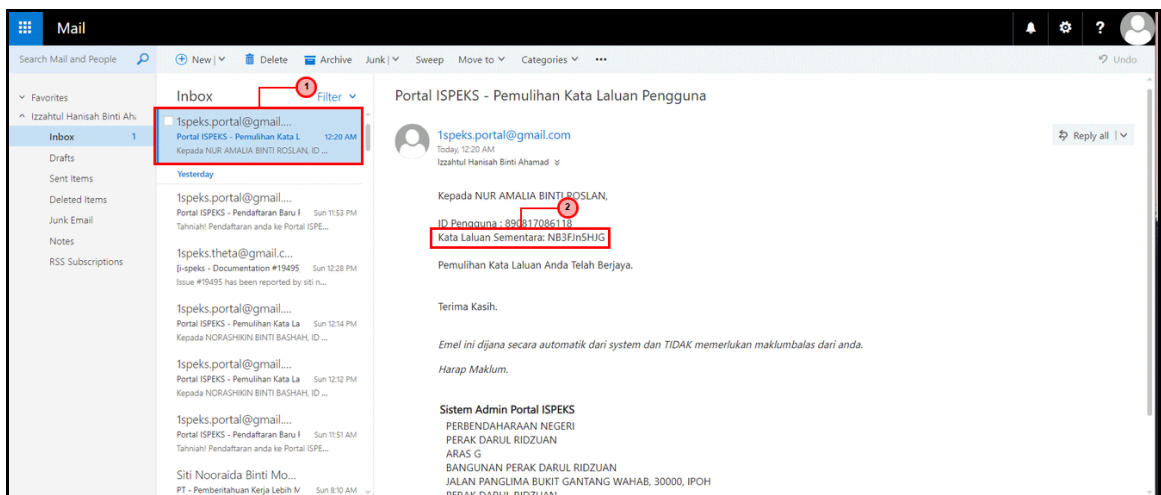 Mail
?
Search Mail and People
New
Delete
Archive
Junk
Sweep
Move to
Categories
Undo
Favorites
Izzahtul Hanisah Binti Aha
Inbox 1
Drafts
Sent Items
Deleted Items
Junk Email
Notes
RSS Subscriptions
Inbox
Filter
1
1speks.portal@gmail....
Portal ISPEKS - Pemulihan Kata L 12:20 AM
Kepada NUR AMALIA BINTI ROSLAN, ID ...
Yesterday
1speks.portal@gmail....
Portal ISPEKS - Pendaftaran Baru Sun 11:53 PM
Tahniah! Pendaftaran anda ke Portal ISPE...
1speks.theta@gmail.c...
[i-speks - Documentation #19495 Sun 12:28 PM
Issue #19495 has been reported by siti n...
1speks.portal@gmail....
Portal ISPEKS - Pemulihan Kata La Sun 12:14 PM
Kepada NORASHIKIN BINTI BASHAH, ID ...
1speks.portal@gmail....
Portal ISPEKS - Pemulihan Kata La Sun 12:12 PM
Kepada NORASHIKIN BINTI BASHAH, ID ...
1speks.portal@gmail....
Portal ISPEKS - Pendaftaran Baru Sun 11:51 AM
Tahniah! Pendaftaran anda ke Portal ISPE...
Siti Nooraida Binti Mo...
PT - Pemberitahuan Kerja Lebih M Sun 8:10 AM
Portal ISPEKS - Pemulihan Kata Laluan Pengguna
1speks.portal@gmail.com
Today, 12:20 AM
Izzahtul Hanisah Binti Ahamad
Reply all
Kepada NUR AMALIA BINTI ROSLAN,
2
ID Pengguna : 890817086118
Kata Laluan Sementara: NB3FJn5HJG
Pemulihan Kata Laluan Anda Telah Berjaya.
Terima Kasih.
Emel ini dijana secara automatik dari system dan TIDAK memerlukan maklumbalas dari anda.
Harap Maklum.
Sistem Admin Portal ISPEKS
PERBENDAHARAAN NEGERI
PERAK DARUL RIDZUAN
ARAS G
BANGUNAN PERAK DARUL RIDZUAN
JALAN PANGLIMA BUKIT GANTANG WAHAB, 30000, IPOH
PERAK DARUL RIDZUAN